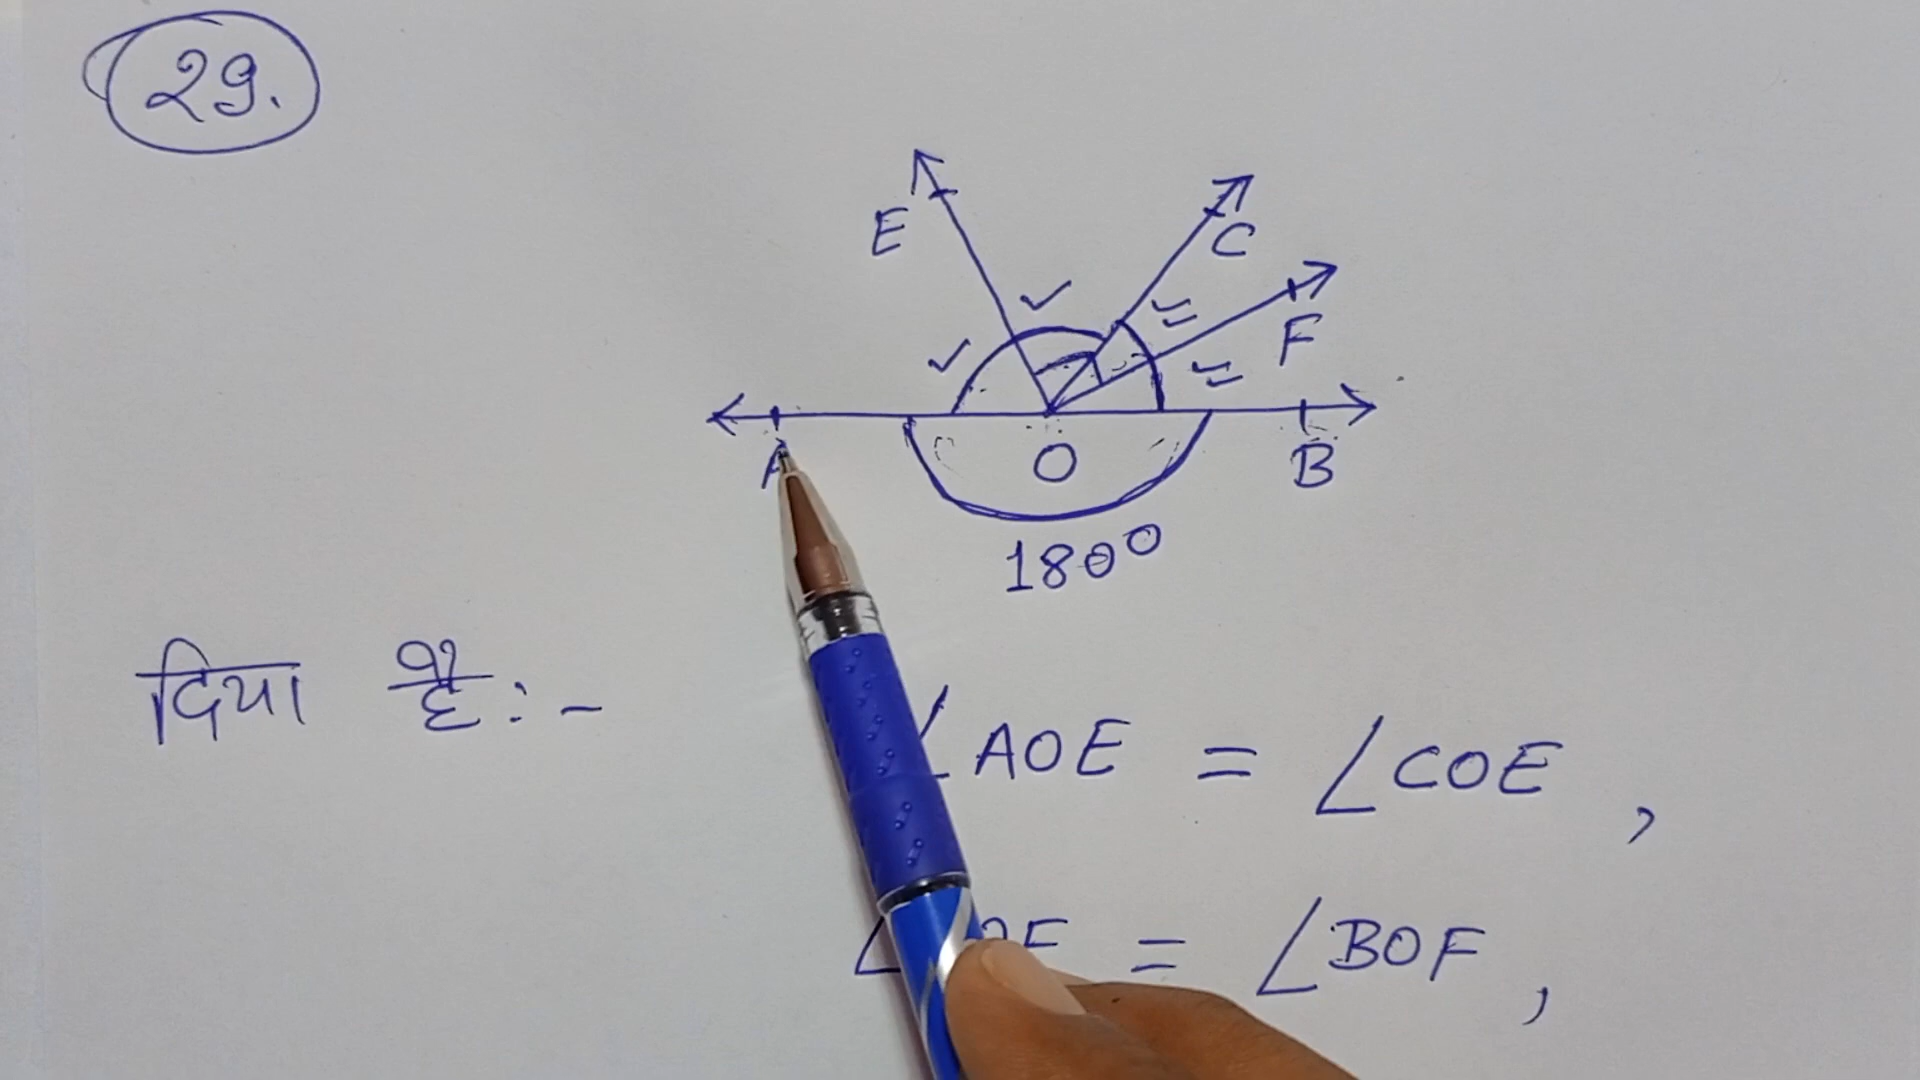 29.
E
C
F
A
O
B
180°
दिया है:- ∠AOE = ∠COE ,
∠ = ∠BOF ,